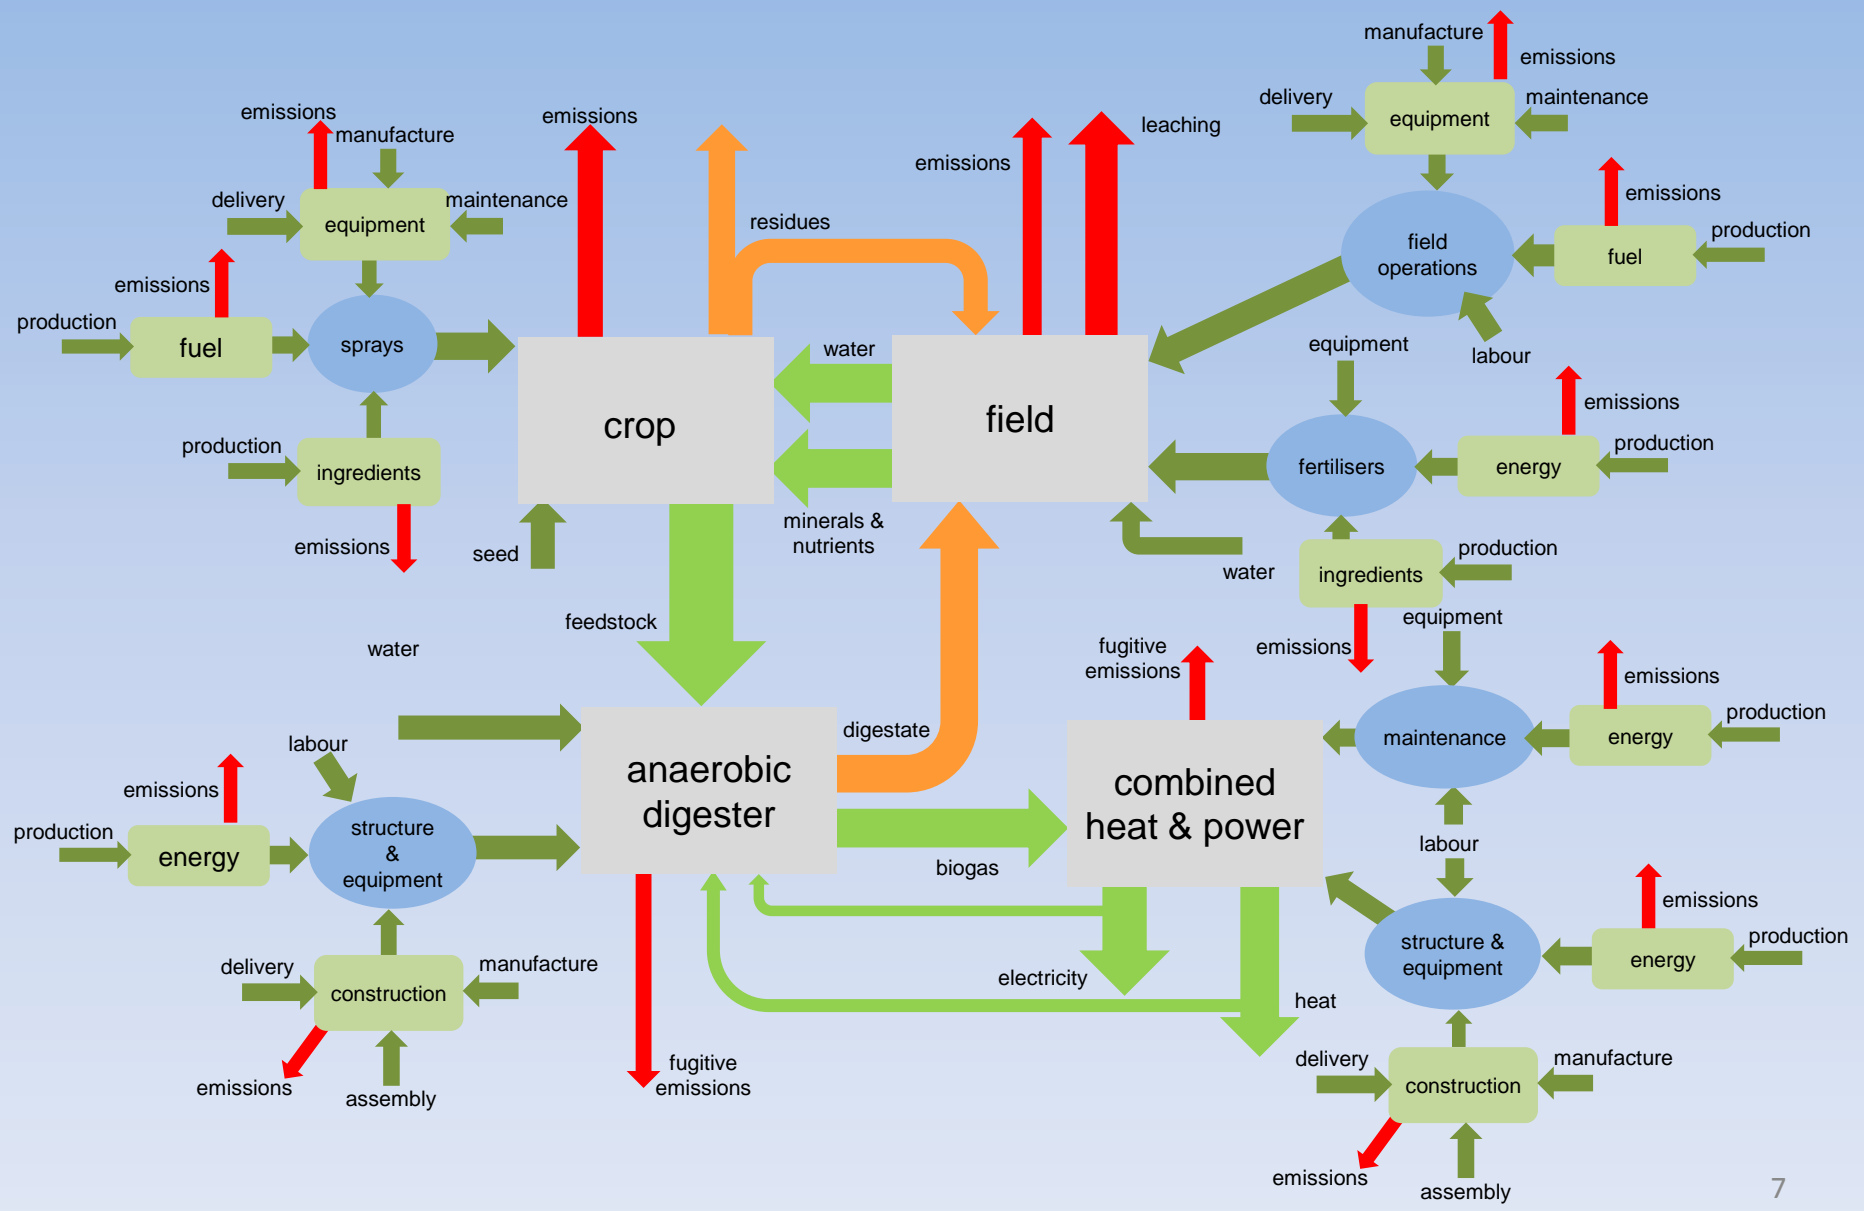 manufacture
emissions
delivery
maintenance
equipment
emissions
manufacture
delivery
maintenance
equipment
emissions
residues
emissions
leaching
field
operations
emissions
production
fuel
labour
emissions
production
fuel
sprays
production
ingredients
emissions
seed
crop
water
minerals &
nutrients
field
equipment
fertilisers
emissions
production
energy
water
production
ingredients
emissions
feedstock
water
digestate
anaerobic
digester
biogas
fugitive
emissions
combined
heat & power
equipment
maintenance
emissions
production
energy
labour
labour
emissions
production
energy
structure
&
equipment
delivery
manufacture
construction
emissions
assembly
fugitive
emissions
electricity
heat
structure &
equipment
emissions
production
energy
delivery
manufacture
construction
emissions
assembly
7